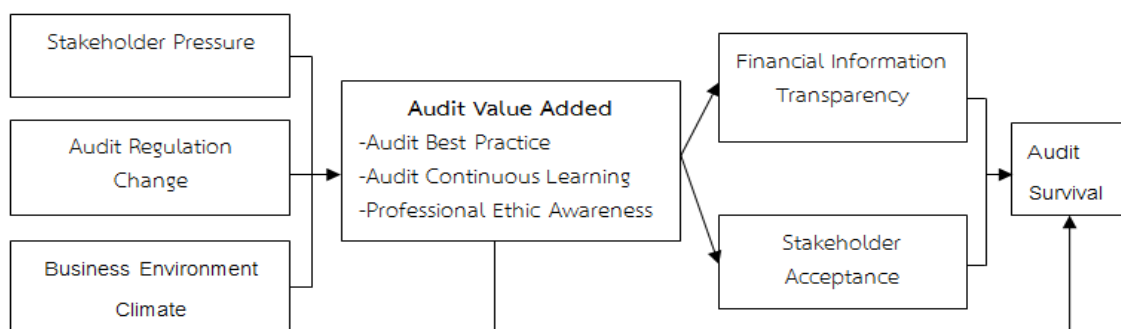 Stakeholder Pressure
Audit Regulation
Change
Business Environment
Climate
Audit Value Added
-Audit Best Practice
-Audit Continuous Learning
-Professional Ethic Awareness
Financial Information
Transparency
Stakeholder
Acceptance
Audit
Survival